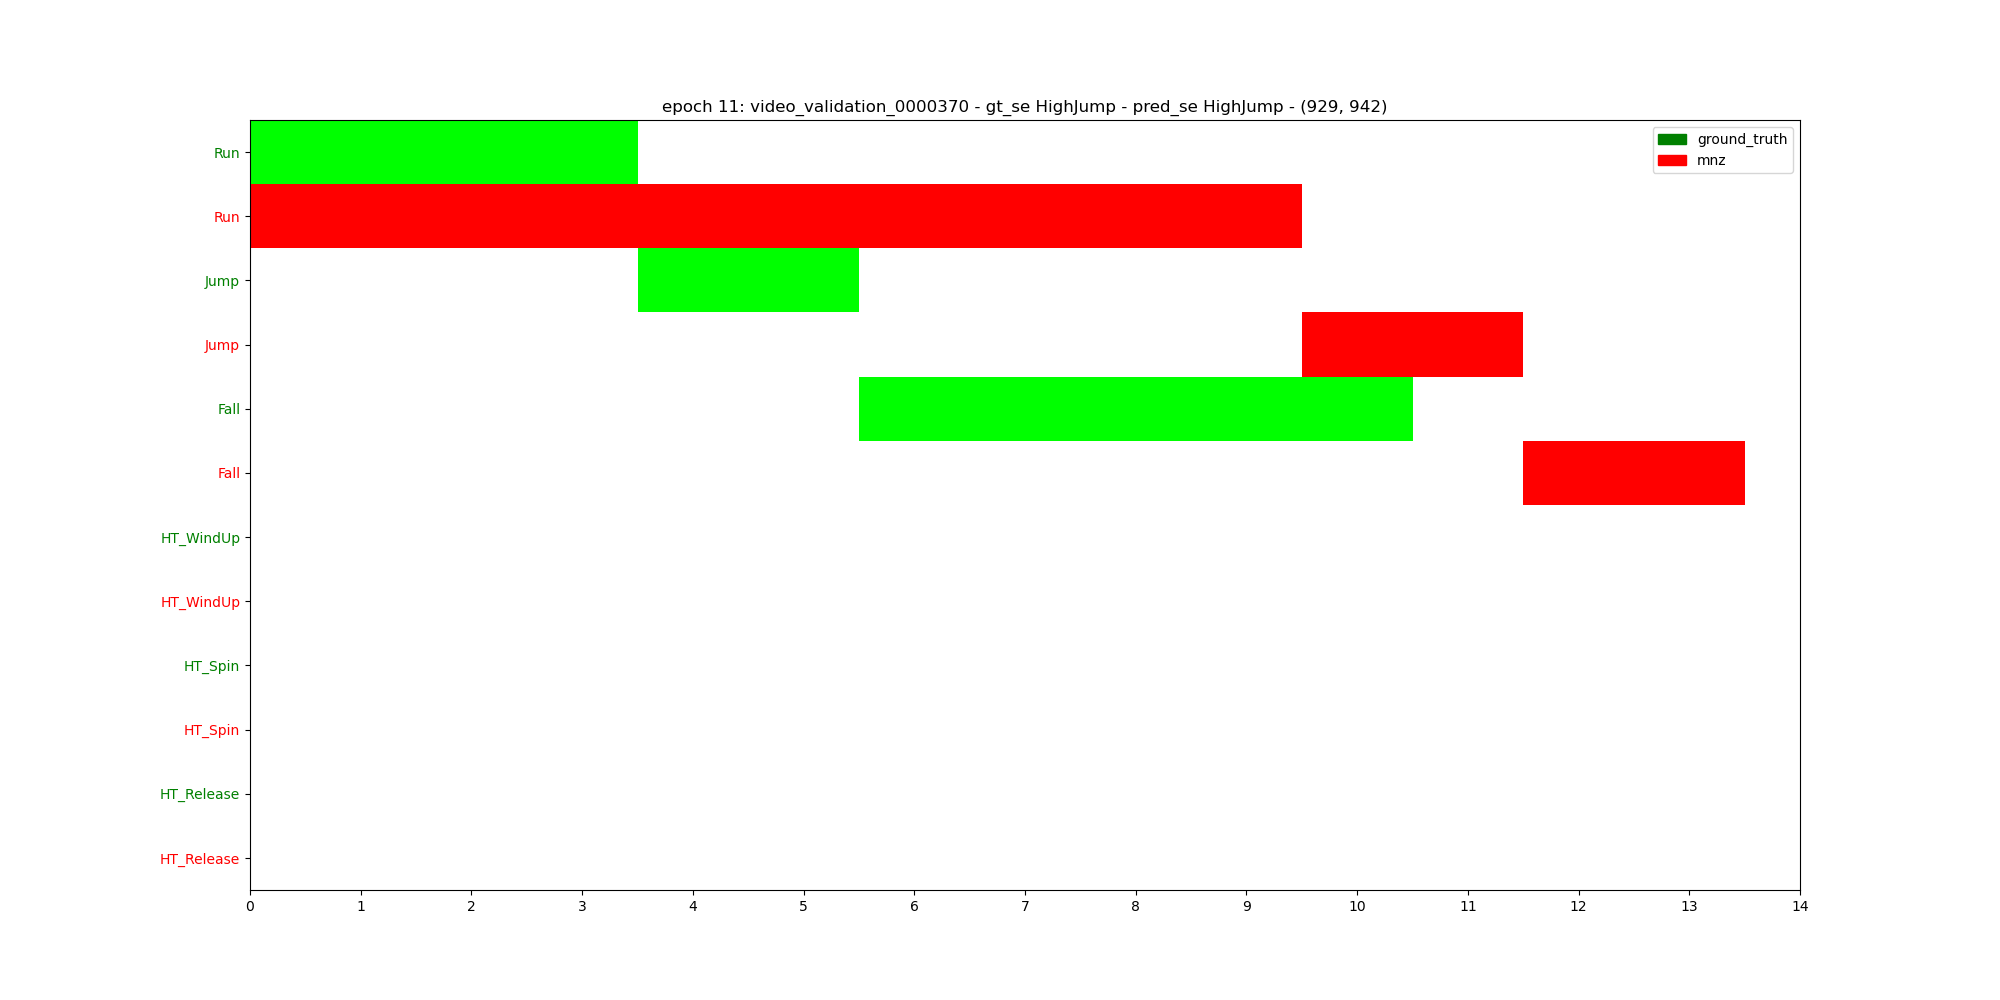 epoch 11: video_validation_0000370 - gt_se HighJump - pred_se HighJump - (929, 942)
ground_truth
mnz
Run
Run
Jump
Jump
Fall
Fall
HT_WindUp
HT_WindUp
HT_Spin
HT_Spin
HT_Release
HT_Release
0 1 2 3 4 5 6 7 8 9 10 11 12 13 14